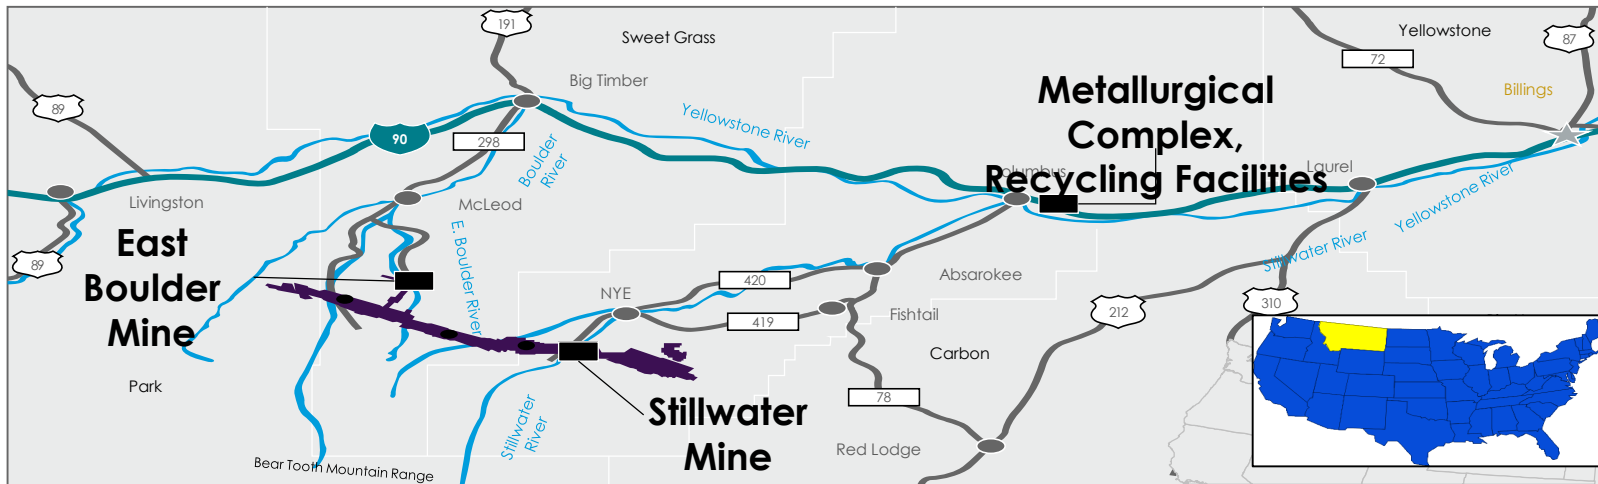 191
Sweet Grass
Yellowstone
87
72
Big Timber
Billings
89
90
298
Yellowstone River
Boulder
River
Metallurgical
Complex,
Recycling Facilities
Columbus
Laurel
Yellowstone River
Livingston
McLeod
East
Boulder
Mine
E. Boulder River
89
Stillwater River
Absarokee
420
NYE
Fishtail
419
212
310
Carbon
Park
78
Stillwater
Mine
Stillwater
River
Red Lodge
Bear Tooth Mountain Range